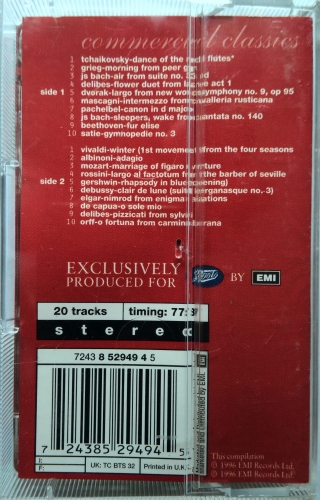 commercial classics
1 tchaikovsky-dance of the reed flutes*
2 grieg-morning from peer gynt
3 js bach-air from suite no. 3
4 delibes-flower duet from lakme act 1
side 1 5 dvorak-largo from new world symphony no. 9, op 95
6 mascagni-intermezzo from cavalleria rusticana
7 pachelbel-canon in d major
8 js bach-sleepers, wake from cantata no. 140
9 beethoven-fur elise
10 satie-gymnopedie no. 3
1 vivaldi-winter (1st movement) from the four seasons
2 albinoni-adagio
3 mozart-marriage of figaro overture
4 rossini-largo al factotum from the barber of seville
side 2 5 gershwin-rhapsody in blue (opening)
6 debussy-clair de lune (suite bergamasque no. 3)
7 elgar-nimrod from enigma variations
8 de capua-o sole mio
9 delibes-pizzicati from sylvia
10 orff-o fortuna from carmina burana
EXCLUSIVELY PRODUCED FOR Boots BY EMI
20 tracks timing: 77:
stereo
7243 8 52949 4 5
7 24385 29494 5
UK: TC BTS 32 Printed in U.K.
Distributed by EMI
EMI
This compilation
℗ 1996 EMI Records Ltd.
© 1996 EMI Records Ltd.